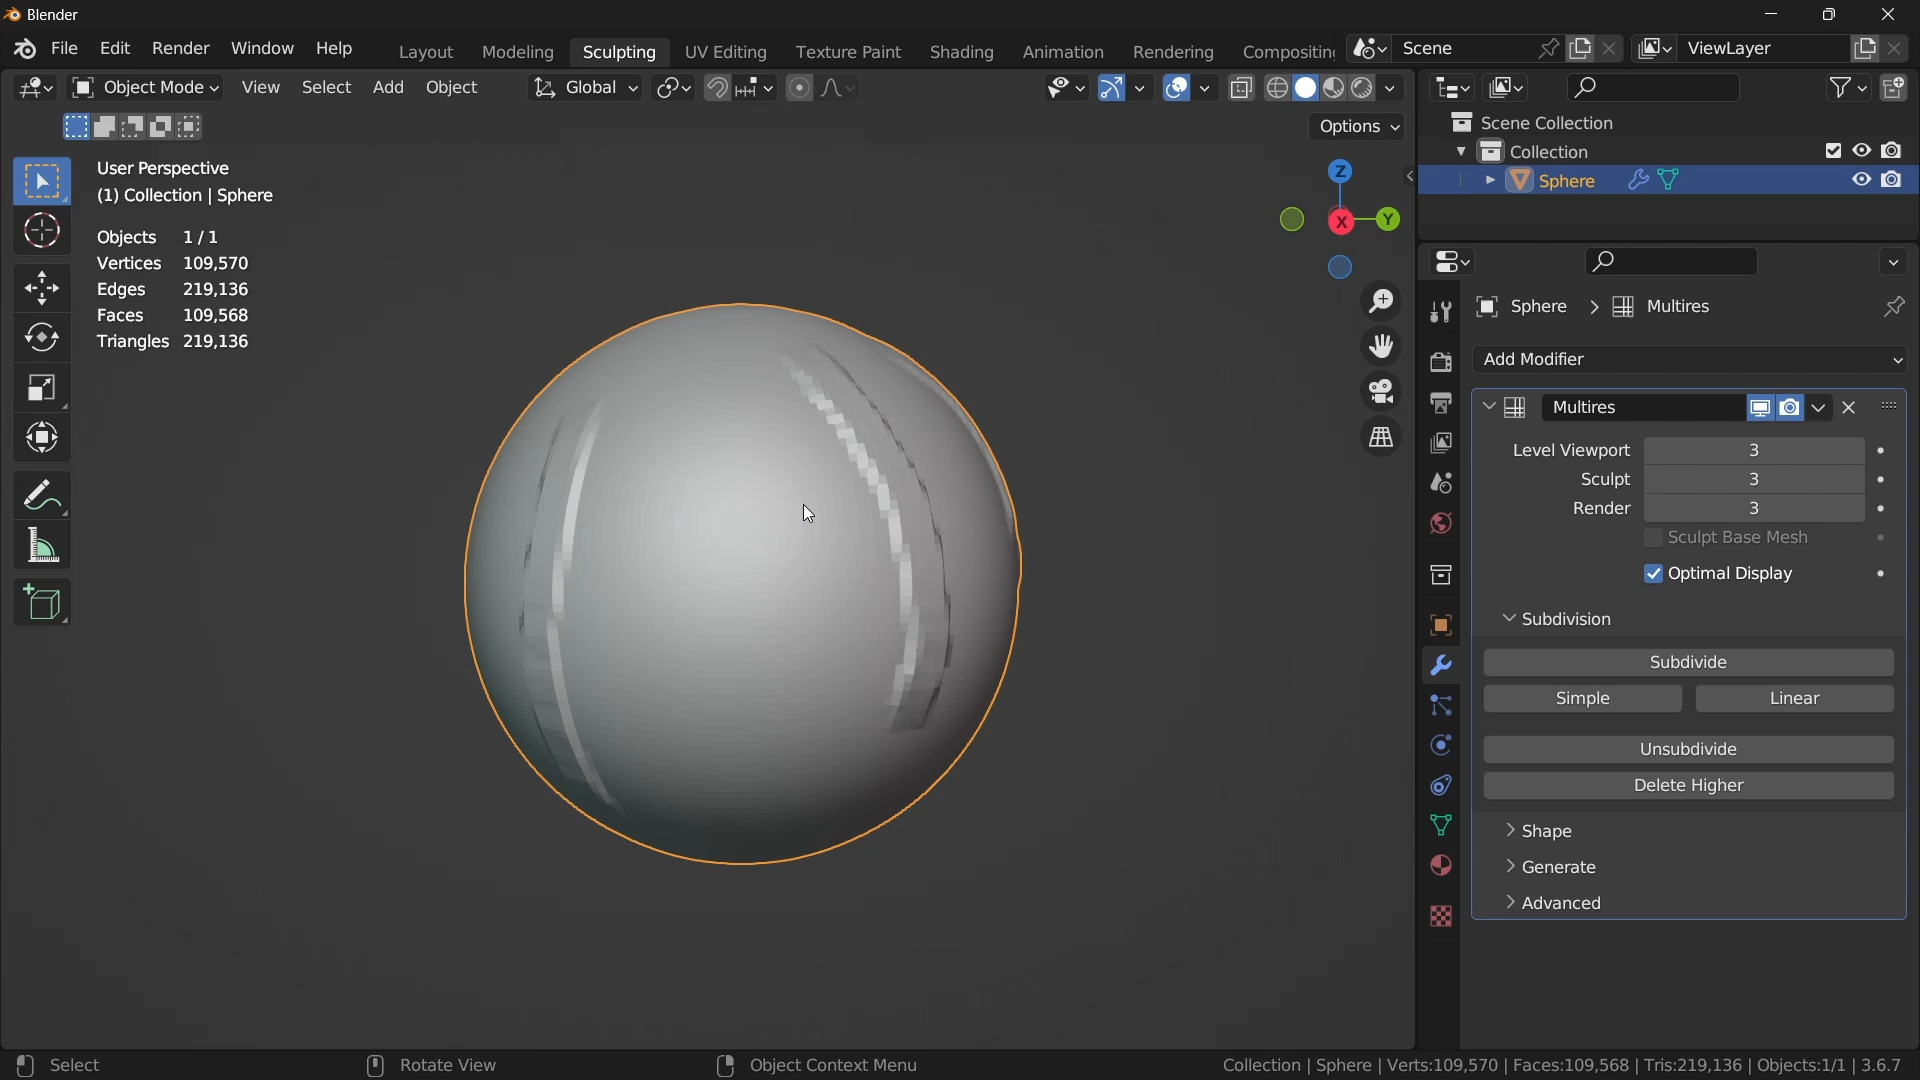 Blender
File Edit Render Window Help Layout Modeling Sculpting UV Editing Texture Paint Shading Animation Rendering Compositing Scene ViewLayer
Object Mode View Select Add Object Global
Options
User Perspective
(1) Collection | Sphere
Objects 1/1
Vertices 109,570
Edges 219,136
Faces 109,568
Triangles 219,136
Z
X
Y
Scene Collection
Collection
Sphere
Sphere Multires
Add Modifier
Multires
Level Viewport 3
Sculpt 3
Render 3
Sculpt Base Mesh
Optimal Display
Subdivision
Subdivide
Simple Linear
Unsubdivide
Delete Higher
Shape
Generate
Advanced
Select Rotate View Object Context Menu Collection | Sphere | Verts:109,570 | Faces:109,568 | Tris:219,136 | Objects:1/1 | 3.6.7